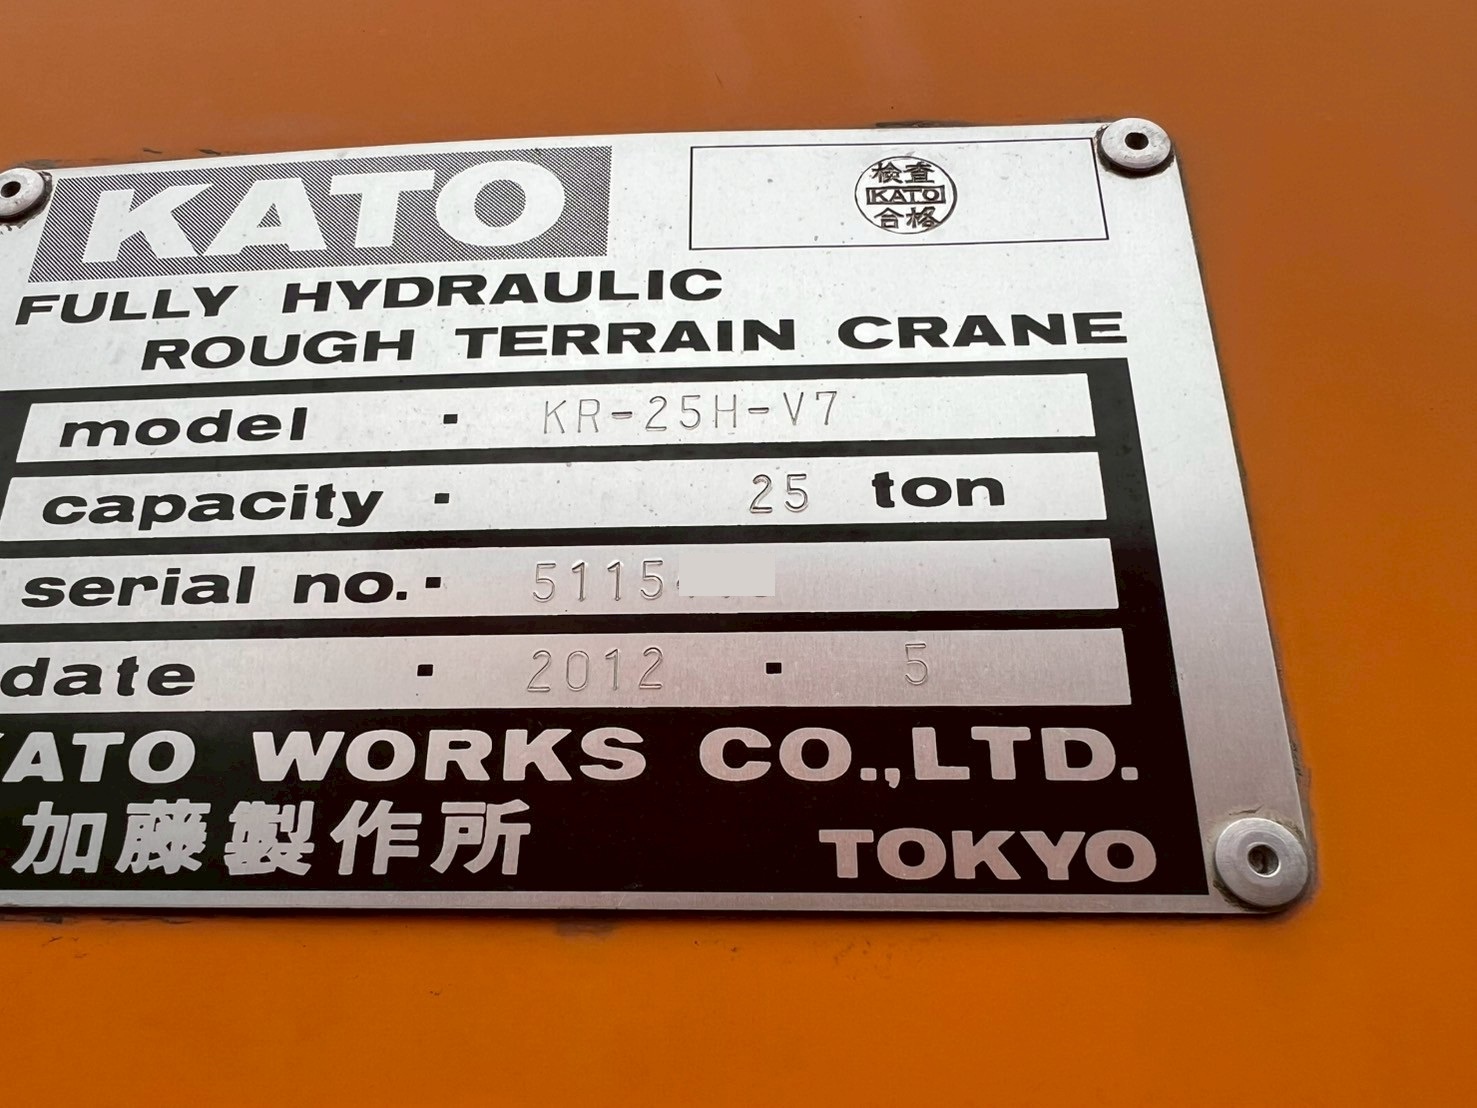 KATO
検査
KATO
合格
FULLY HYDRAULIC
ROUGH TERRAIN CRANE
model · KR-25H-V7
capacity · 25 ton
serial no. · 5115
date · 2012 · 5
KATO WORKS CO.,LTD.
加藤製作所 TOKYO